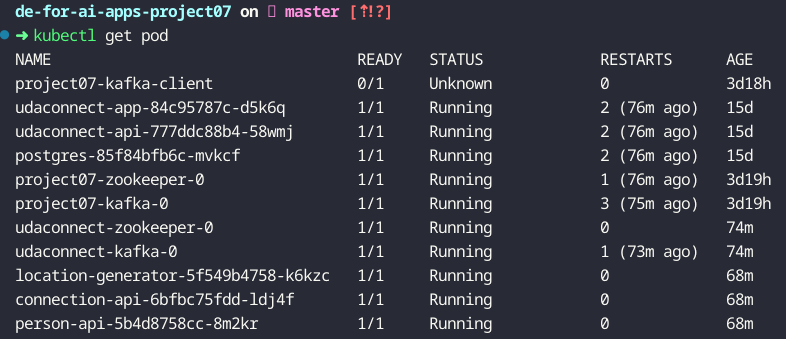 de-for-ai-apps-project07 on master [⇡!?]
➜ kubectl get pod
NAME READY STATUS RESTARTS AGE
project07-kafka-client 0/1 Unknown 0 3d18h
udaconnect-app-84c95787c-d5k6q 1/1 Running 2 (76m ago) 15d
udaconnect-api-777ddc88b4-58wmj 1/1 Running 2 (76m ago) 15d
postgres-85f84bfb6c-mvkcf 1/1 Running 2 (76m ago) 15d
project07-zookeeper-0 1/1 Running 1 (76m ago) 3d19h
project07-kafka-0 1/1 Running 3 (75m ago) 3d19h
udaconnect-zookeeper-0 1/1 Running 0 74m
udaconnect-kafka-0 1/1 Running 1 (73m ago) 74m
location-generator-5f549b4758-k6kzc 1/1 Running 0 68m
connection-api-6bfbc75fdd-ldj4f 1/1 Running 0 68m
person-api-5b4d8758cc-8m2kr 1/1 Running 0 68m